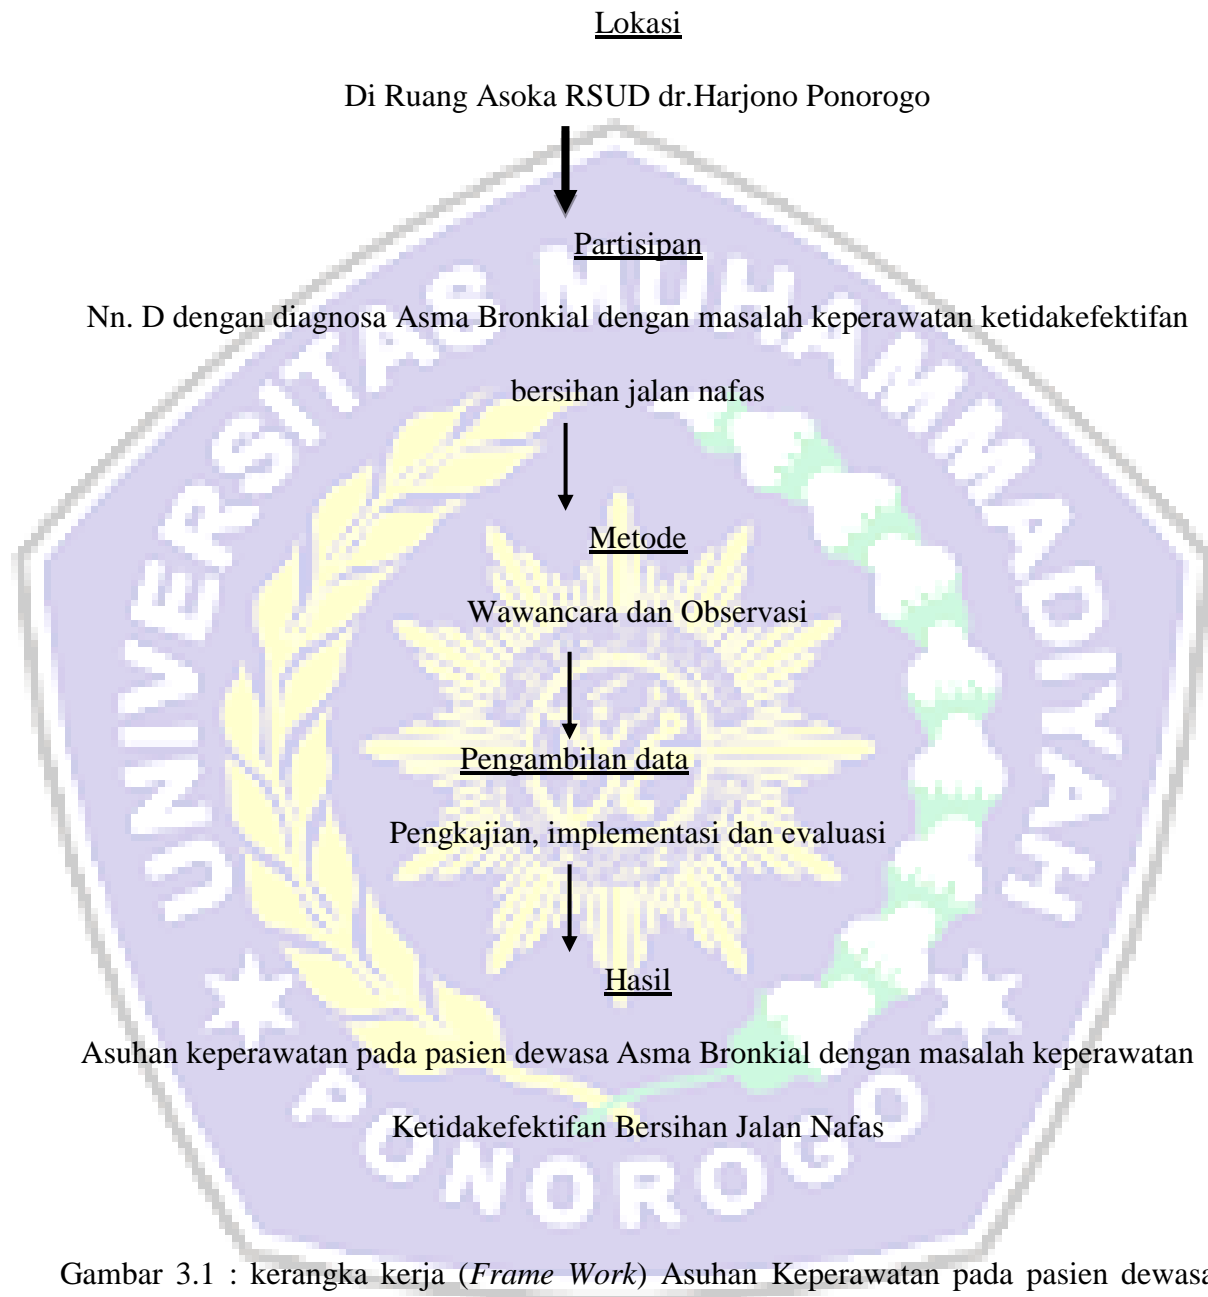 Lokasi
Di Ruang Asoka RSUD dr.Harjono Ponorogo
Partisipan
Nn. D dengan diagnosa Asma Bronkial dengan masalah keperawatan ketidakefektifan
bersihan jalan nafas
Metode
Wawancara dan Observasi
Pengambilan data
Pengkajian, implementasi dan evaluasi
Hasil
Asuhan keperawatan pada pasien dewasa Asma Bronkial dengan masalah keperawatan
Ketidakefektifan Bersihan Jalan Nafas
Gambar 3.1 : kerangka kerja (Frame Work) Asuhan Keperawatan pada pasien dewasa
UNIVERSITAS MUHAMMADIYAH
PONOROGO